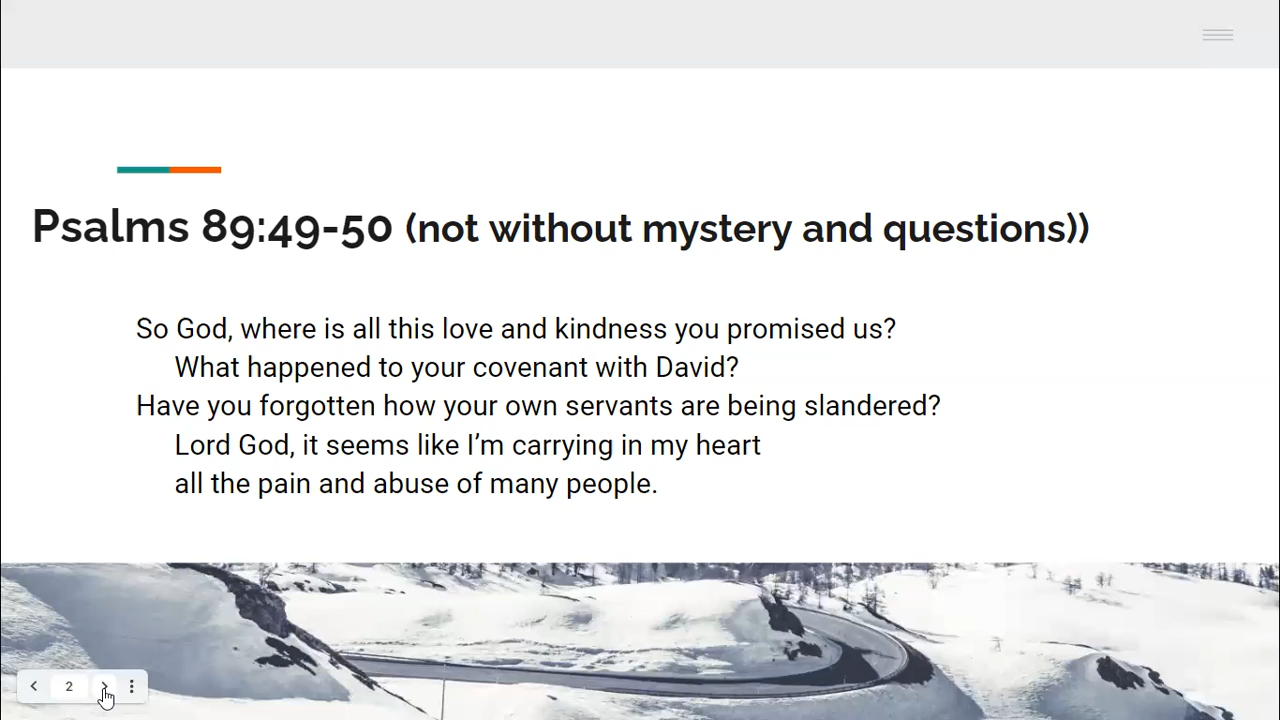 Psalms 89:49-50 (not without mystery and questions))
So God, where is all this love and kindness you promised us?
What happened to your covenant with David?
Have you forgotten how your own servants are being slandered?
Lord God, it seems like I’m carrying in my heart
all the pain and abuse of many people.
2